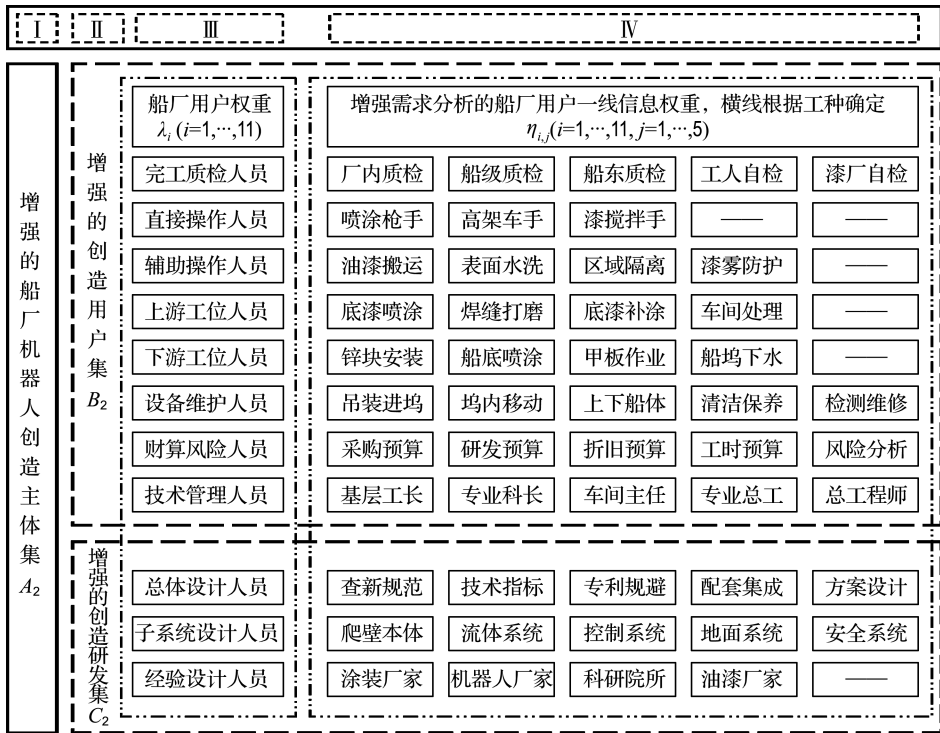 Ⅰ Ⅱ Ⅲ Ⅳ
增强的船厂机器人创造主体集 A₂
增强的创造用户集 B₂
船厂用户权重
λᵢ (i=1,···,11)
增强需求分析的船厂用户一线信息权重，横线根据工种确定
ηᵢ,ⱼ(i=1,···,11, j=1,···,5)
完工质检人员 厂内质检 船级质检 船东质检 工人自检 漆厂自检
直接操作人员 喷涂枪手 高架车手 漆搅拌手 —— ——
辅助操作人员 油漆搬运 表面水洗 区域隔离 漆雾防护 ——
上游工位人员 底漆喷涂 焊缝打磨 底漆补涂 车间处理 ——
下游工位人员 锌块安装 船底喷涂 甲板作业 船坞下水 ——
设备维护人员 吊装进坞 坞内移动 上下船体 清洁保养 检测维修
财算风险人员 采购预算 研发预算 折旧预算 工时预算 风险分析
技术管理人员 基层工长 专业科长 车间主任 专业总工 总工程师
增强的创造研发集 C₂
总体设计人员 查新规范 技术指标 专利规避 配套集成 方案设计
子系统设计人员 爬壁本体 流体系统 控制系统 地面系统 安全系统
经验设计人员 涂装厂家 机器人厂家 科研院所 油漆厂家 ——